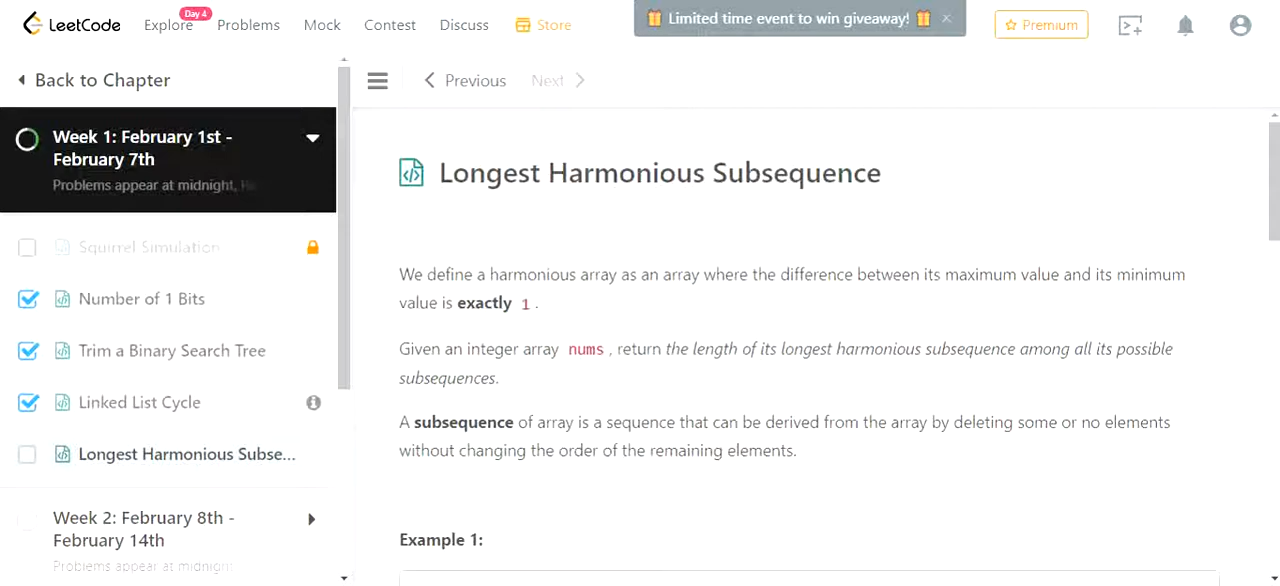 LeetCode
Explore
Day 4
Problems
Mock
Contest
Discuss
Store
Limited time event to win giveaway!
Premium
Back to Chapter
Week 1: February 1st -
February 7th
Problems appear at midnight,
Squirrel Simulation
Number of 1 Bits
Trim a Binary Search Tree
Linked List Cycle
Longest Harmonious Subse...
Week 2: February 8th -
February 14th
Problems appear at midnight
Previous
Next
Longest Harmonious Subsequence
We define a harmonious array as an array where the difference between its maximum value and its minimum
value is exactly 1 .
Given an integer array nums , return the length of its longest harmonious subsequence among all its possible
subsequences.
A subsequence of array is a sequence that can be derived from the array by deleting some or no elements
without changing the order of the remaining elements.
Example 1: